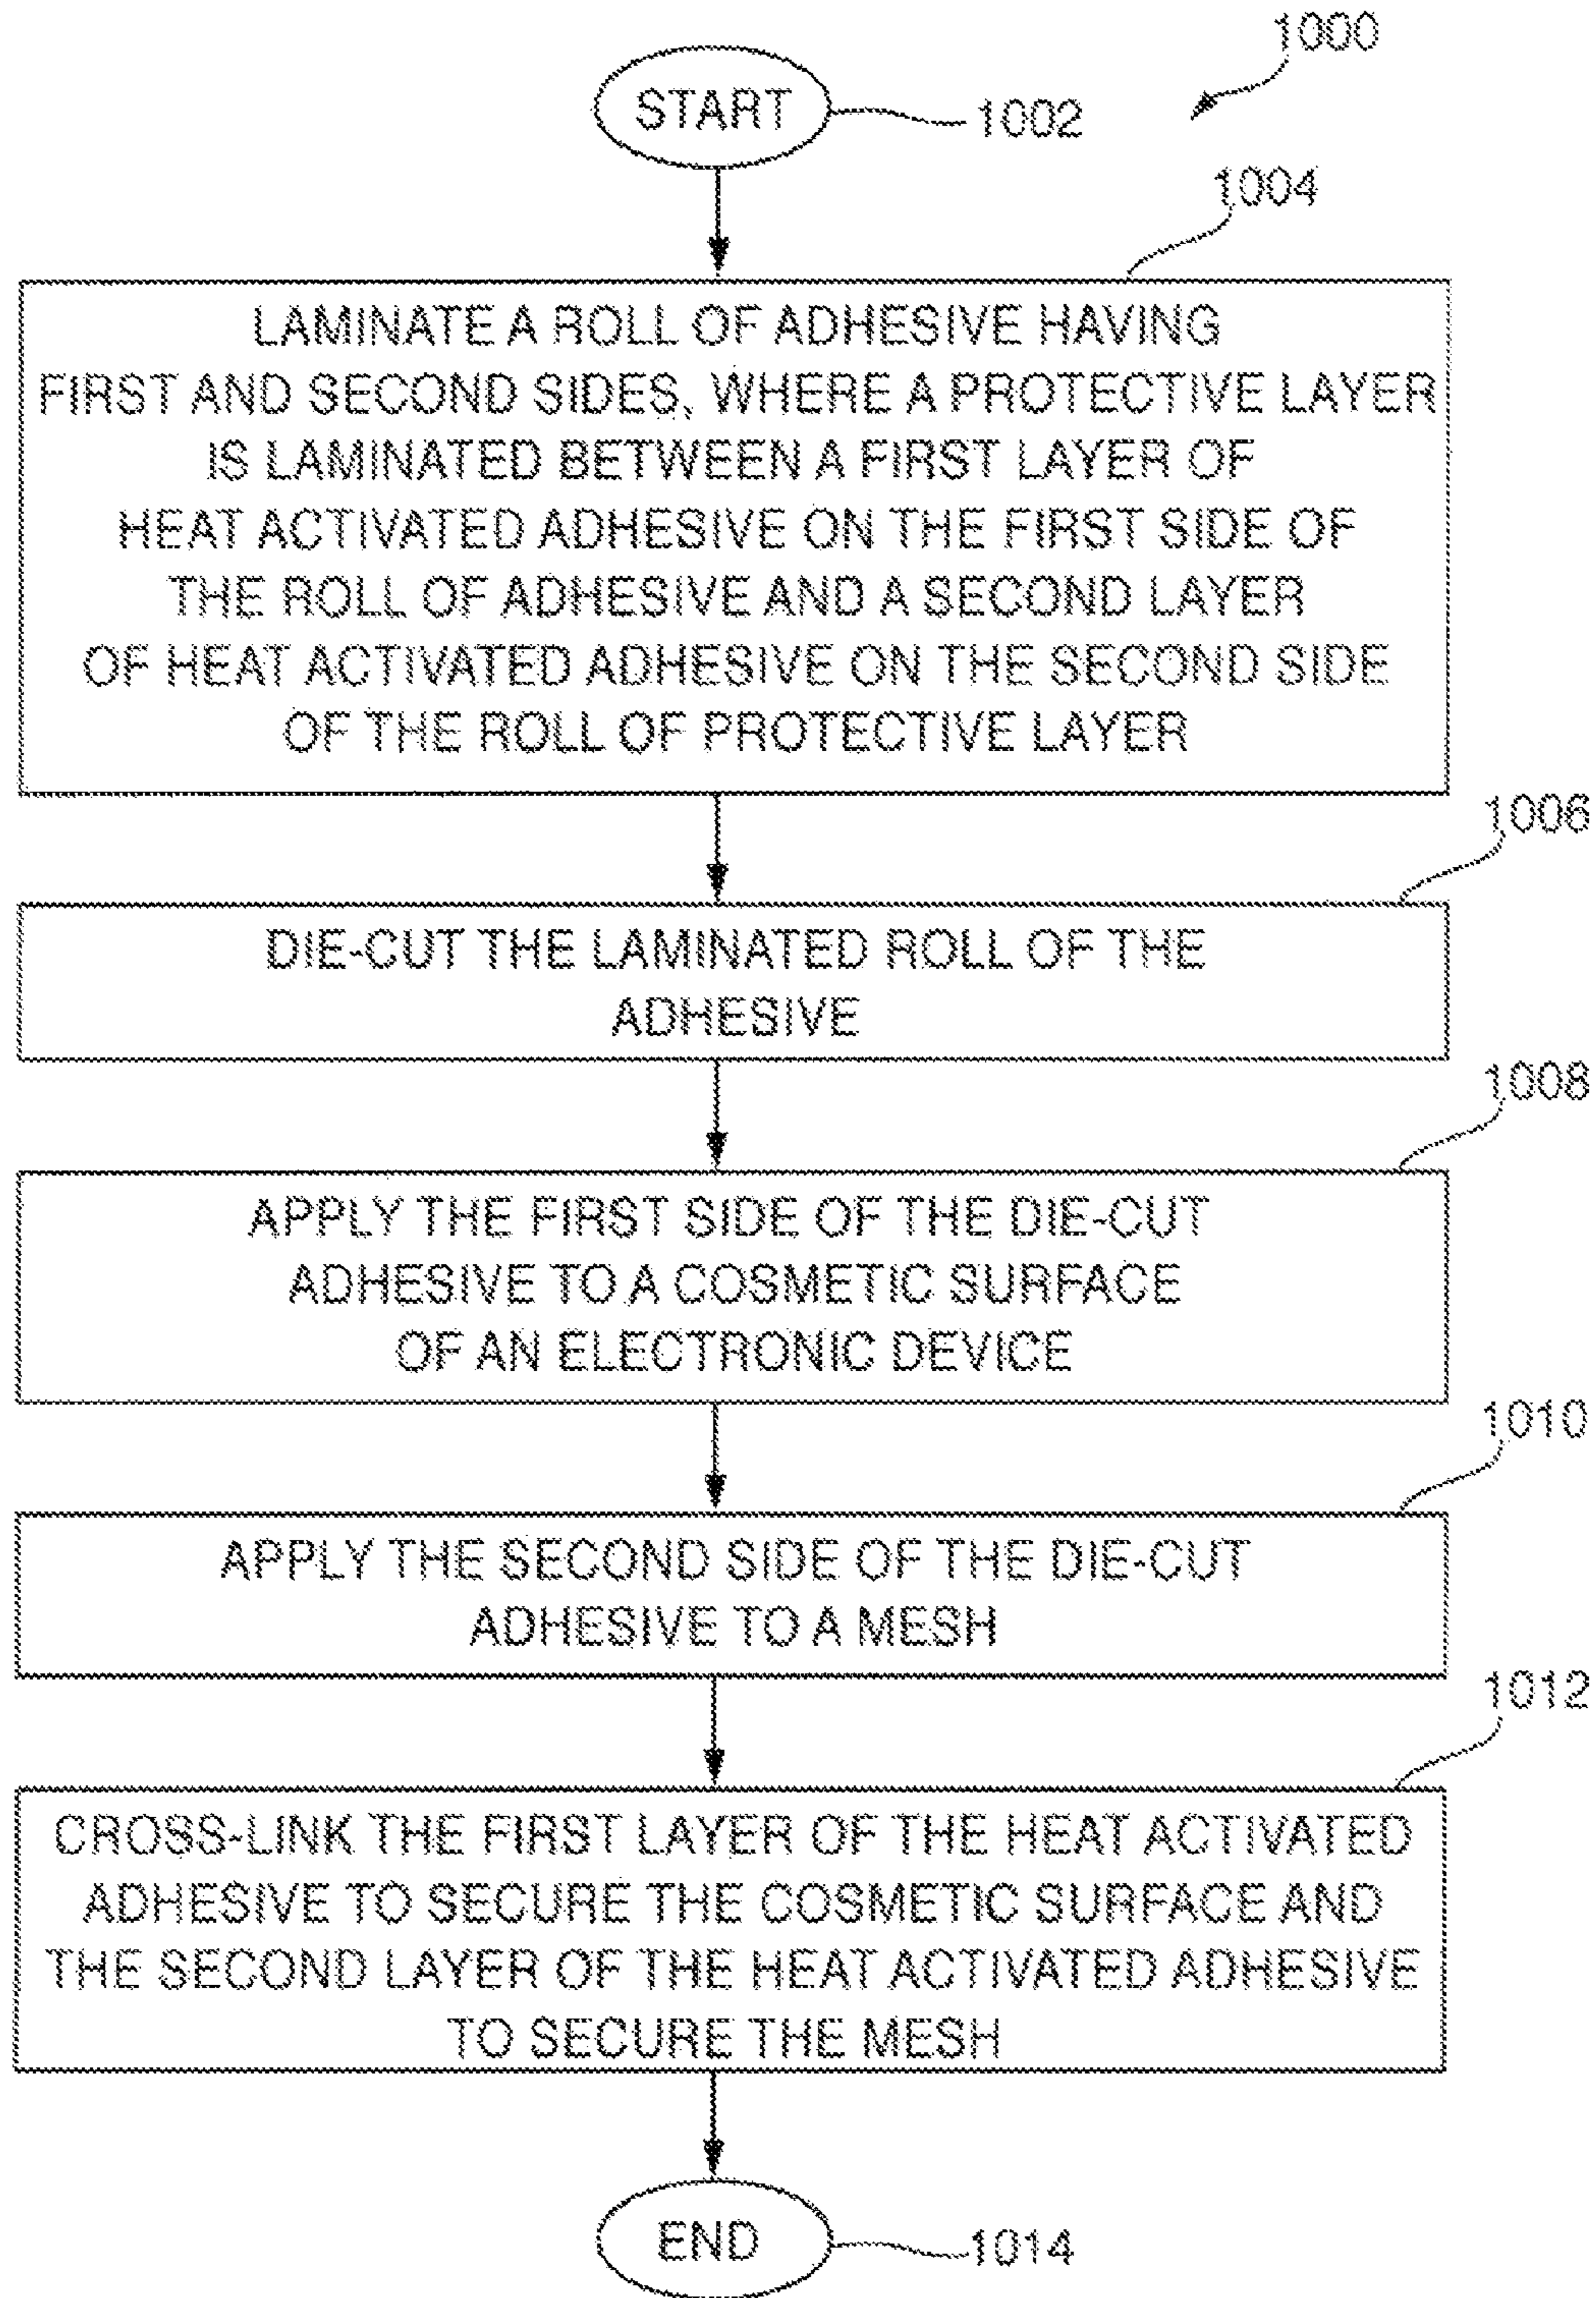 1000
START
1002
1004
LAMINATE A ROLL OF ADHESIVE HAVING
FIRST AND SECOND SIDES, WHERE A PROTECTIVE LAYER
IS LAMINATED BETWEEN A FIRST LAYER OF
HEAT ACTIVATED ADHESIVE ON THE FIRST SIDE OF
THE ROLL OF ADHESIVE AND A SECOND LAYER
OF HEAT ACTIVATED ADHESIVE ON THE SECOND SIDE
OF THE ROLL OF PROTECTIVE LAYER
1006
DIE-CUT THE LAMINATED ROLL OF THE
ADHESIVE
1008
APPLY THE FIRST SIDE OF THE DIE-CUT
ADHESIVE TO A COSMETIC SURFACE
OF AN ELECTRONIC DEVICE
1010
APPLY THE SECOND SIDE OF THE DIE-CUT
ADHESIVE TO A MESH
1012
CROSS-LINK THE FIRST LAYER OF THE HEAT ACTIVATED
ADHESIVE TO SECURE THE COSMETIC SURFACE AND
THE SECOND LAYER OF THE HEAT ACTIVATED ADHESIVE
TO SECURE THE MESH
END
1014